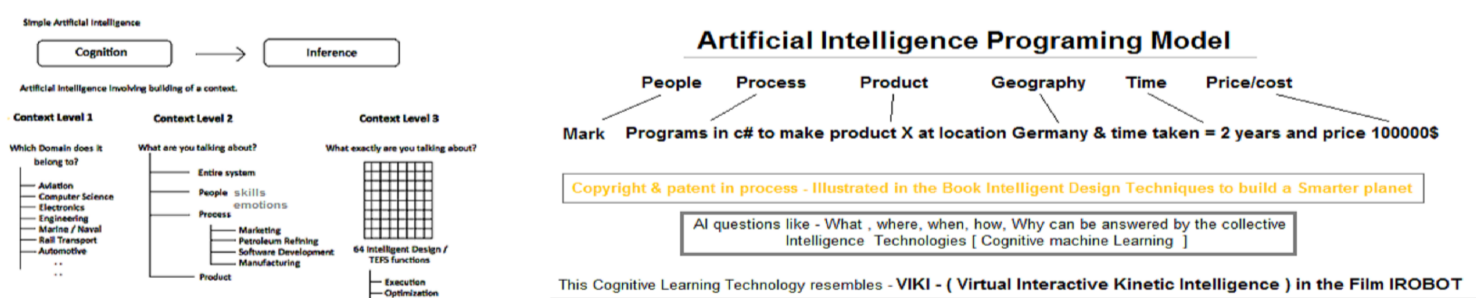 Simple Artificial Intelligence
Cognition
Inference
Artificial Intelligence Involving building of a context.
Context Level 1
Which Domain does it
belong to?
Aviation
Computer Science
Electronics
Engineering
Marine / Naval
Rail Transport
Automotive
..
..
Context Level 2
What are you talking about?
Entire system
People skills
emotions
Process
Marketing
Petroleum Refining
Software Development
Manufacturing
Product
Context Level 3
What exactly are you talking about?
64 Intelligent Design /
TEFS functions
Execution
Optimization
Artificial Intelligence Programing Model
People Process Product Geography Time Price/cost
Mark Programs in c# to make product X at location Germany & time taken = 2 years and price 100000$
Copyright & patent in process - Illustrated in the Book Intelligent Design Techniques to build a Smarter planet
AI questions like - What , where, when, how, Why can be answered by the collective
Intelligence Technologies [ Cognitive machine Learning ]
This Cognitive Learning Technology resembles - VIKI - ( Virtual Interactive Kinetic Intelligence ) in the Film IROBOT